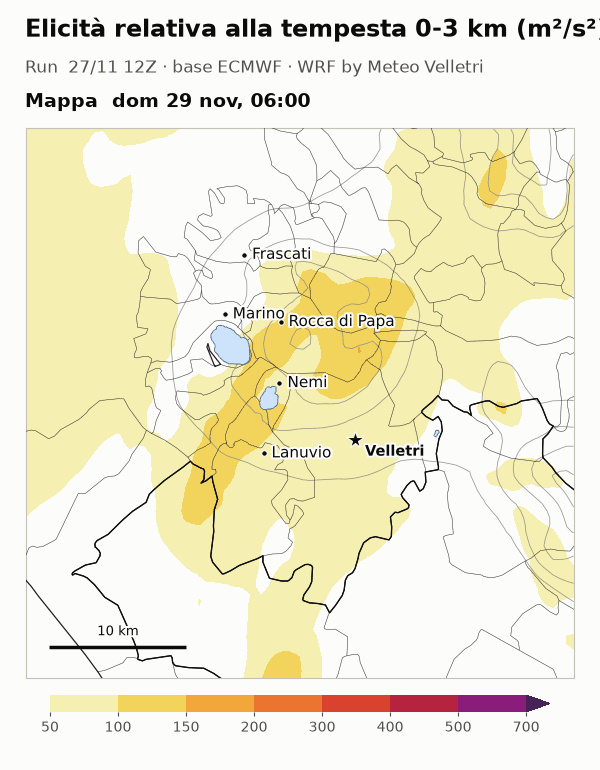 Elicità relativa alla tempesta 0-3 km (m²/s²)
Run 27/11 12Z · base ECMWF · WRF by Meteo Velletri
Mappa dom 29 nov, 06:00
Frascati
Marino
Rocca di Papa
Nemi
Velletri
Lanuvio
10 km
50 100 150 200 300 400 500 700